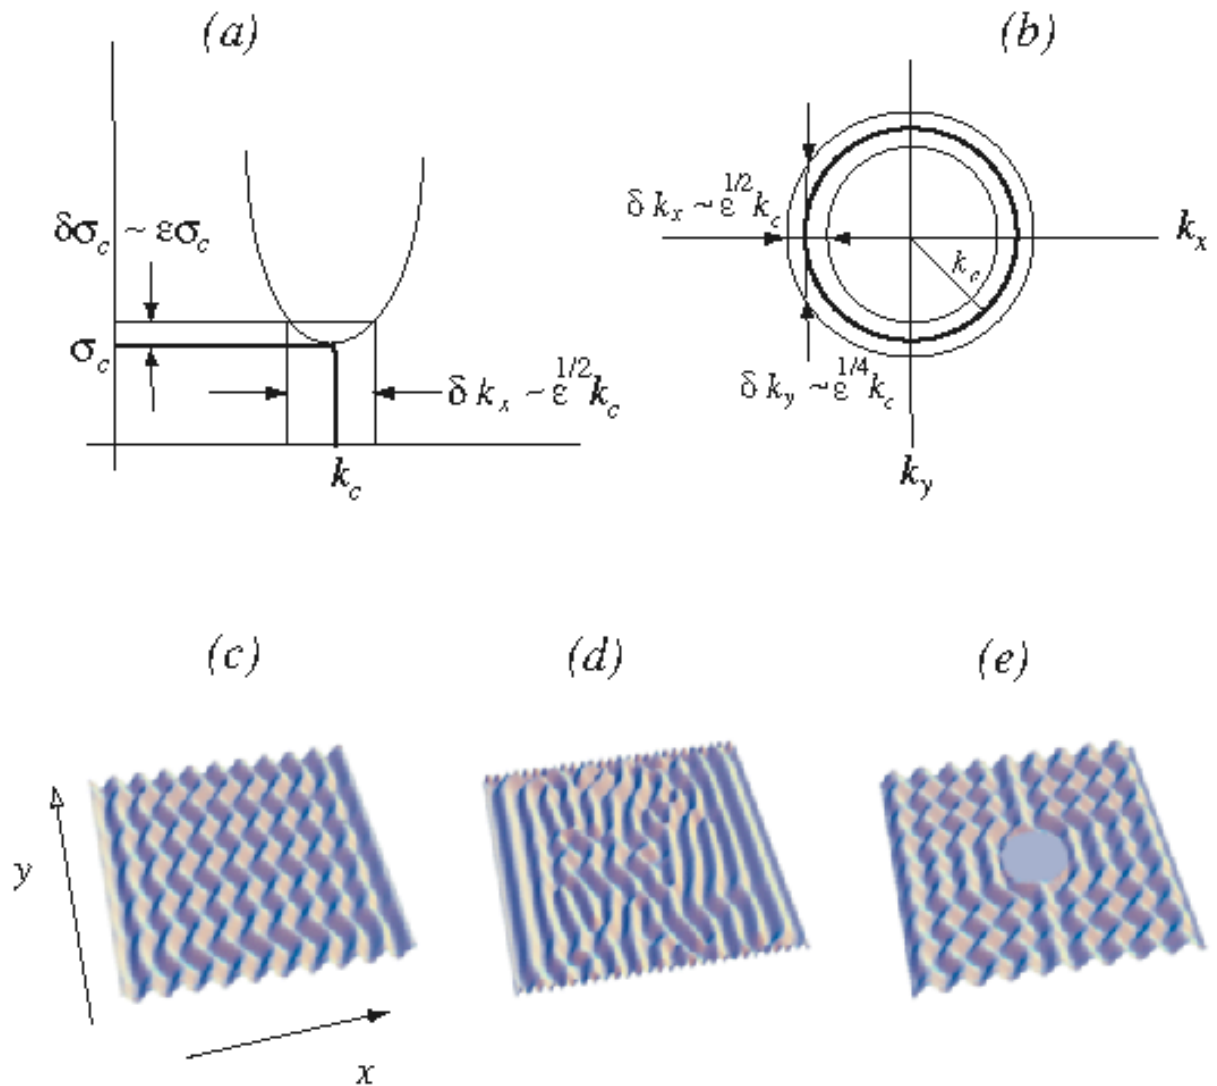 (a)
(b)
δσc ~ εσc
σc
δ kx ~ ε1/2kc
kc
δ kx ~ ε1/2kc
kx
kc
δ ky ~ ε1/4kc
ky
(c)
(d)
(e)
y
x